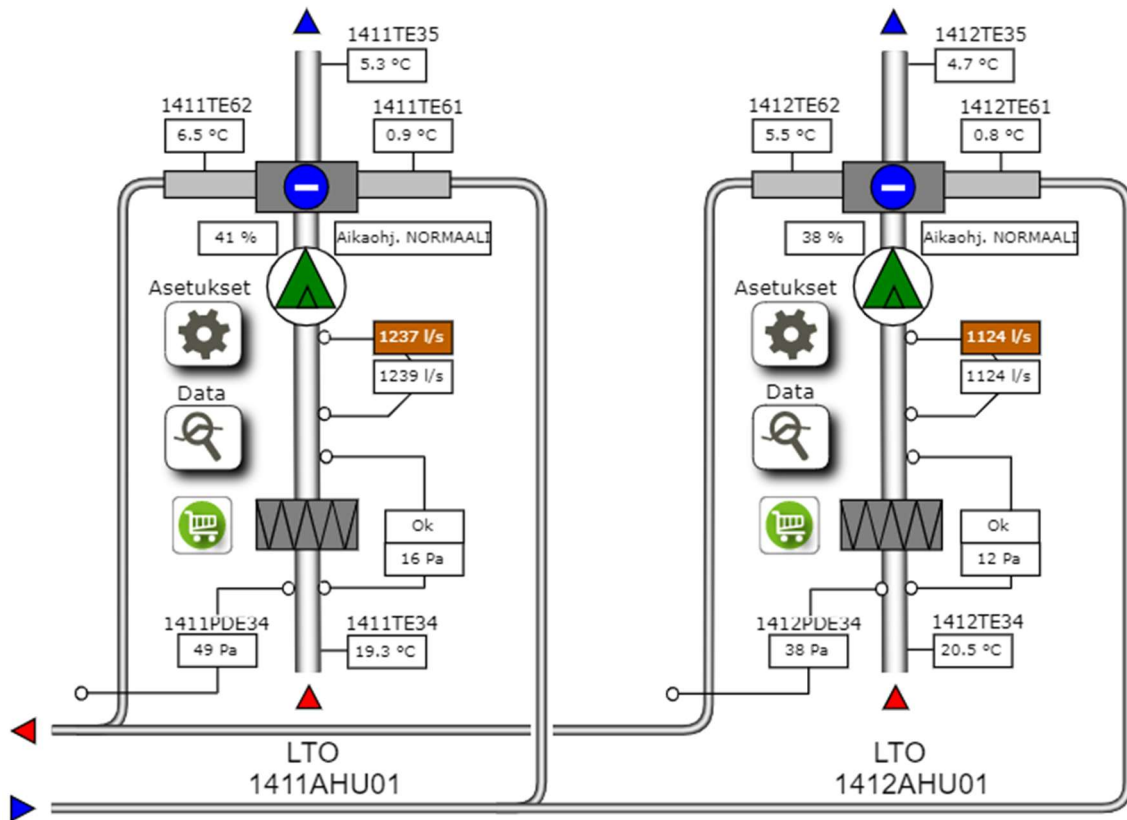 1411TE35
5.3 °C
1411TE62
6.5 °C
1411TE61
0.9 °C
41 %
Aikaohj. NORMAALI
Asetukset
1237 l/s
1239 l/s
Data
Ok
16 Pa
1411PDE34
49 Pa
1411TE34
19.3 °C
LTO
1411AHU01
1412TE35
4.7 °C
1412TE62
5.5 °C
1412TE61
0.8 °C
38 %
Aikaohj. NORMAALI
Asetukset
1124 l/s
1124 l/s
Data
Ok
12 Pa
1412PDE34
38 Pa
1412TE34
20.5 °C
LTO
1412AHU01